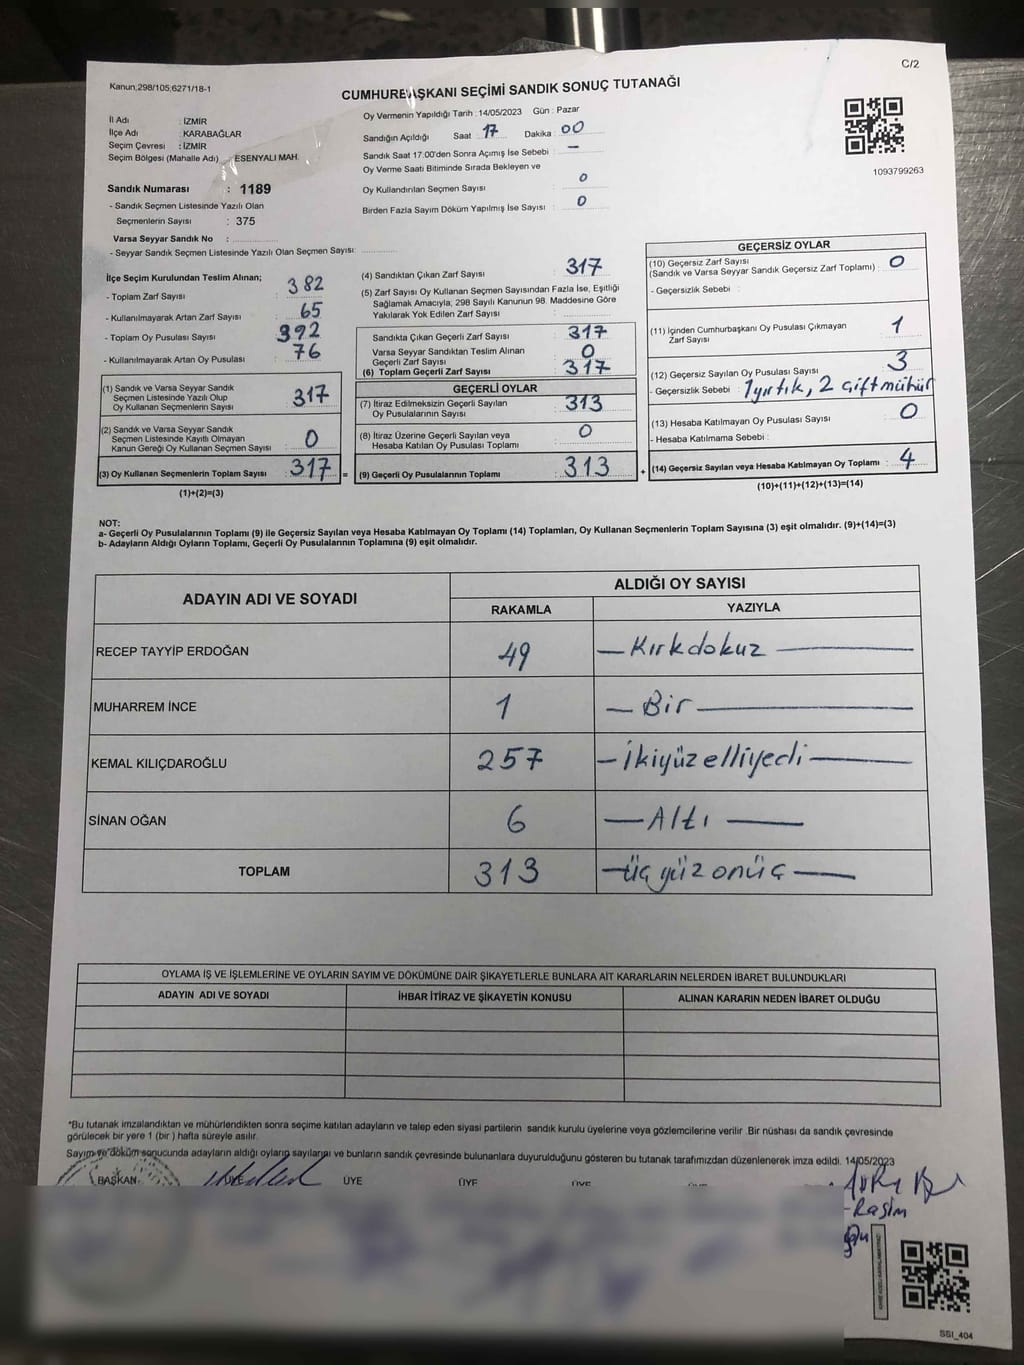 C/2
Kanun,298/105,6271/18-1
CUMHURBAŞKANI SEÇİMİ SANDIK SONUÇ TUTANAĞI
1093799263
İl Adı : İZMİR
İlçe Adı : KARABAĞLAR
Seçim Çevresi : İZMİR
Seçim Bölgesi (Mahalle Adı) : ESENYALI MAH.
Sandık Numarası : 1189
- Sandık Seçmen Listesinde Yazılı Olan
Seçmenlerin Sayısı : 375
Varsa Seyyar Sandık No :
- Seyyar Sandık Seçmen Listesinde Yazılı Olan Seçmen Sayısı:
Oy Vermenin Yapıldığı Tarih : 14/05/2023 Gün : Pazar
Sandığın Açıldığı Saat 17 Dakika 00
Sandık Saat 17.00'den Sonra Açımış İse Sebebi : —
Oy Verme Saati Bitiminde Sırada Bekleyen ve
Oy Kullandırılan Seçmen Sayısı : 0
Birden Fazla Sayım Döküm Yapılmış İse Sayısı : 0
İlçe Seçim Kurulundan Teslim Alınan;
- Toplam Zarf Sayısı : 382
- Kullanılmayarak Artan Zarf Sayısı : 65
- Toplam Oy Pusulası : 392
- Kullanılmayarak Artan Oy Pusulası : 76
(1) Sandık ve Varsa Seyyar Sandık
Seçmen Listesinde Yazılı Olup
Oy Kullanan Seçmenlerin Sayısı : 317
(2) Sandık ve Varsa Seyyar Sandık
Seçmen Listesinde Kayıtlı Olmayan
Kanun Gereği Oy Kullanan Seçmen Sayısı : 0
(3) Oy Kullanan Seçmenlerin Toplam Sayısı : 317 =
(1)+(2)=(3)
(4) Sandıktan Çıkan Zarf Sayısı : 317
(5) Zarf Sayısı Oy Kullanan Seçmen Sayısından Fazla İse, Eşitliği
Sağlamak Amacıyla; 298 Sayılı Kanunun 98. Maddesine Göre
Yakılarak Yok Edilen Zarf Sayısı :
Sandıkta Çıkan Geçerli Zarf Sayısı : 317
Varsa Seyyar Sandıktan Teslim Alınan
Geçerli Zarf Sayısı : 0
(6) Toplam Geçerli Zarf Sayısı : 317
GEÇERLİ OYLAR
(7) İtiraz Edilmeksizin Geçerli Sayılan
Oy Pusulalarının Sayısı : 313
(8) İtiraz Üzerine Geçerli Sayılan veya
Hesaba Katılan Oy Pusulası Toplamı : 0
(9) Geçerli Oy Pusulalarının Toplamı : 313 +
GEÇERSİZ OYLAR
(10) Geçersiz Zarf Sayısı
(Sandık ve Varsa Seyyar Sandık Geçersiz Zarf Toplamı) : 0
- Geçersizlik Sebebi :
(11) İçinden Cumhurbaşkanı Oy Pusulası Çıkmayan
Zarf Sayısı : 1
(12) Geçersiz Sayılan Oy Pusulası Sayısı : 3
- Geçersizlik Sebebi : 1yırtık, 2 çift mühür
(13) Hesaba Katılmayan Oy Pusulası Sayısı : 0
- Hesaba Katılmama Sebebi :
(14) Geçersiz Sayılan veya Hesaba Katılmayan Oy Toplamı : 4
(10)+(11)+(12)+(13)=(14)
NOT:
a- Geçerli Oy Pusulalarının Toplamı (9) ile Geçersiz Sayılan veya Hesaba Katılmayan Oy Toplamı (14) Toplamları, Oy Kullanan Seçmenlerin Toplam Sayısına (3) eşit olmalıdır. (9)+(14)=(3)
b- Adayların Aldığı Oyların Toplamı, Geçerli Oy Pusulalarının Toplamına (9) eşit olmalıdır.
ADAYIN ADI VE SOYADI
ALDIĞI OY SAYISI
RAKAMLA YAZIYLA
RECEP TAYYİP ERDOĞAN 49 — Kırkdokuz —
MUHARREM İNCE 1 — Bir —
KEMAL KILIÇDAROĞLU 257 — İkiyüzelliyedi —
SİNAN OĞAN 6 — Altı —
TOPLAM 313 — üçyüzonüç —
OYLAMA İŞ VE İŞLEMLERİNE VE OYLARIN SAYIM VE DÖKÜMÜNE DAİR ŞİKAYETLERLE BUNLARA AİT KARARLARIN NELERDEN İBARET BULUNDUKLARI
ADAYIN ADI VE SOYADI İHBAR İTİRAZ VE ŞİKAYETİN KONUSU ALINAN KARARIN NEDEN İBARET OLDUĞU
*Bu tutanak imzalandıktan ve mühürlendikten sonra seçime katılan adayların ve talep eden siyasi partilerin sandık kurulu üyelerine veya gözlemcilerine verilir. Bir nüshası da sandık çevresinde
görülecek bir yere 1 (bir ) hafta süreyle asılır.
Sayım ve döküm sonucunda adayların aldığı oyların sayılarını ve bunların sandık çevresinde bulunanlara duyurulduğunu gösteren bu tutanak tarafımızdan düzenlenerek imza edildi. 14/05/2023
BAŞKAN ÜYE ÜYE ÜYE ÜYE
Rasim
SSI_404